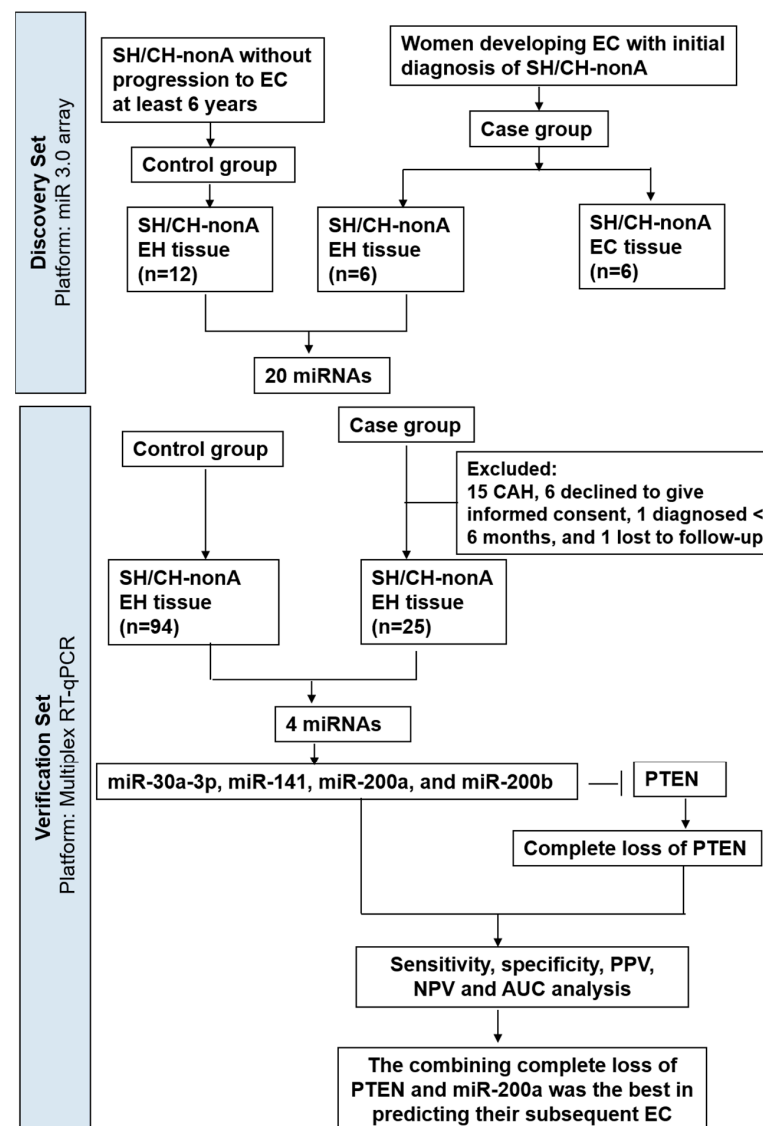 Discovery Set
Platform: miR 3.0 array
SH/CH-nonA without
progression to EC
at least 6 years
Women developing EC with initial
diagnosis of SH/CH-nonA
Control group
Case group
SH/CH-nonA
EH tissue
(n=12)
SH/CH-nonA
EH tissue
(n=6)
SH/CH-nonA
EC tissue
(n=6)
20 miRNAs
Verification Set
Platform: Multiplex RT-qPCR
Control group
Case group
Excluded:
15 CAH, 6 declined to give
informed consent, 1 diagnosed <
6 months, and 1 lost to follow-up
SH/CH-nonA
EH tissue
(n=94)
SH/CH-nonA
EH tissue
(n=25)
4 miRNAs
miR-30a-3p, miR-141, miR-200a, and miR-200b
PTEN
Complete loss of PTEN
Sensitivity, specificity, PPV,
NPV and AUC analysis
The combining complete loss of
PTEN and miR-200a was the best in
predicting their subsequent EC